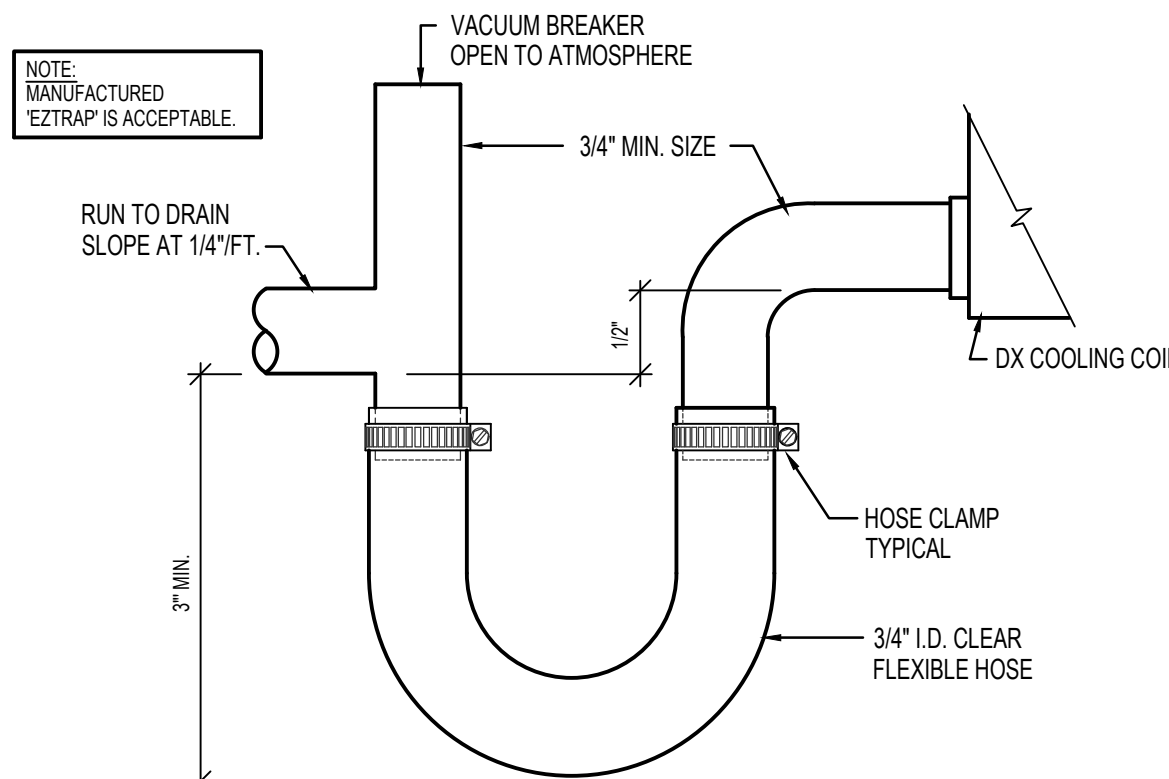 VACUUM BREAKER
OPEN TO ATMOSPHERE
NOTE:
MANUFACTURED
'EZTRAP' IS ACCEPTABLE.
3/4" MIN. SIZE
RUN TO DRAIN
SLOPE AT 1/4"/FT.
1/2"
DX COOLING COI
HOSE CLAMP
TYPICAL
3'" MIN.
3/4" I.D. CLEAR
FLEXIBLE HOSE